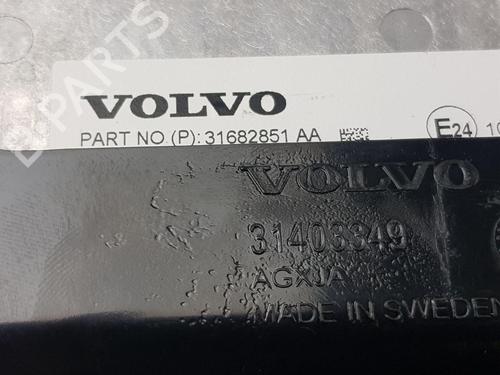 VOLVO
PART NO (P): 31682851 AA
E24
VOLVO
31403349
AGXJA
MADE IN SWEDEN